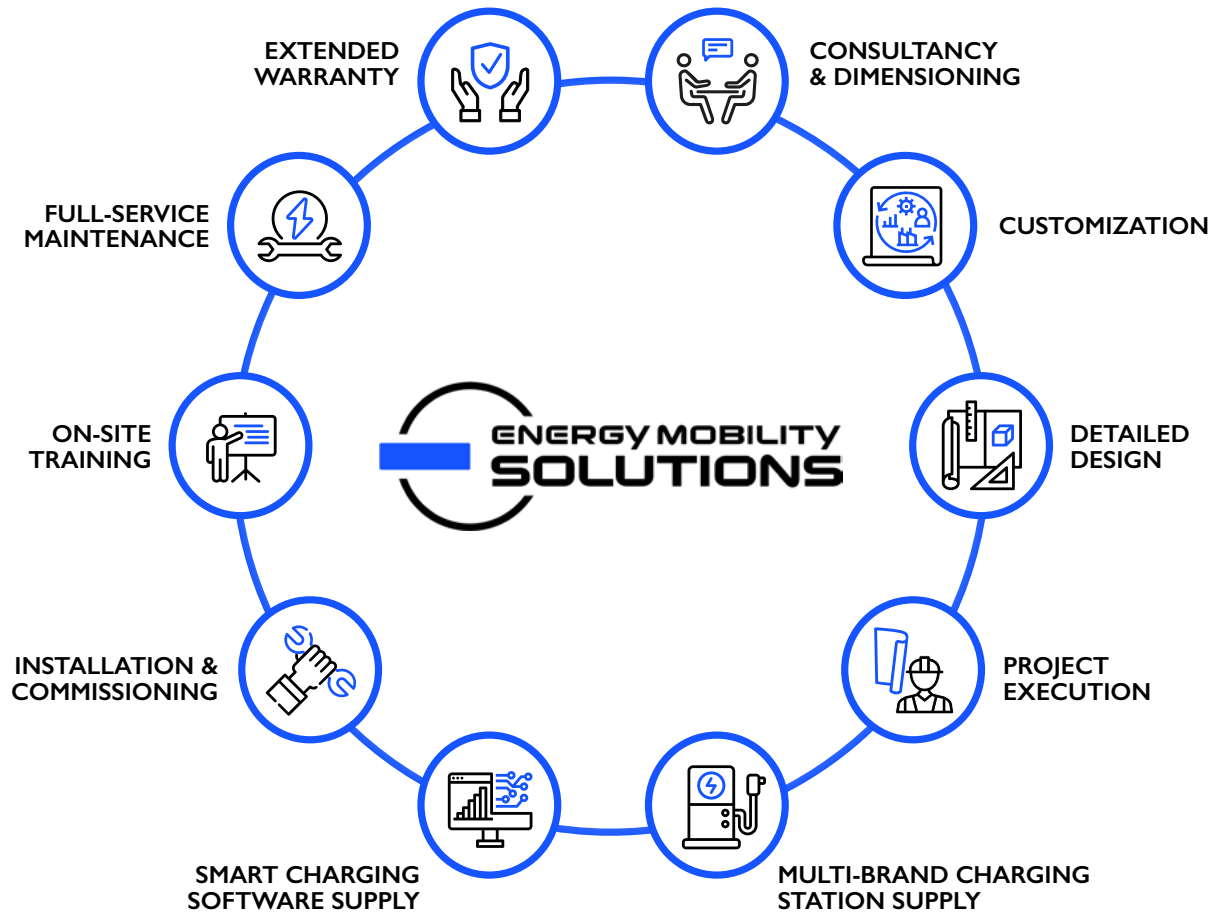 EXTENDED
WARRANTY
CONSULTANCY
& DIMENSIONING
CUSTOMIZATION
DETAILED
DESIGN
PROJECT
EXECUTION
MULTI-BRAND CHARGING
STATION SUPPLY
SMART CHARGING
SOFTWARE SUPPLY
INSTALLATION &
COMMISSIONING
ON-SITE
TRAINING
FULL-SERVICE
MAINTENANCE
ENERGY MOBILITY
SOLUTIONS